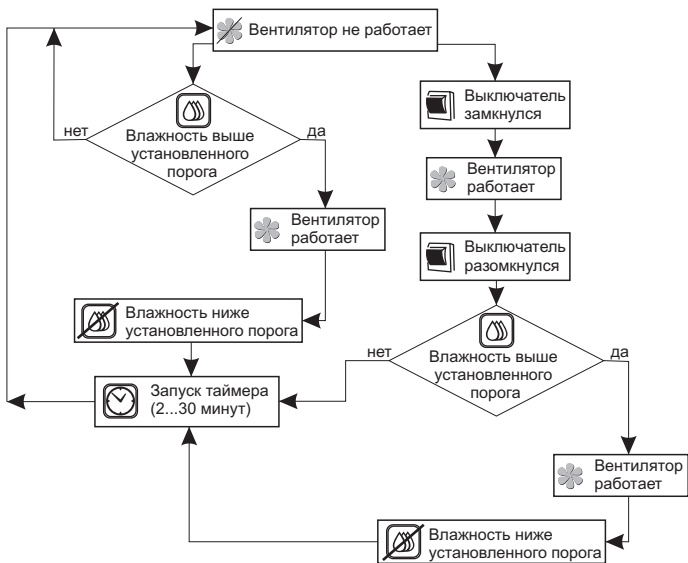 Вентилятор не работает
нет
Влажность выше
установленного
порога
да
Вентилятор
работает
Влажность ниже
установленного порога
Запуск таймера
(2...30 минут)
Выключатель
замкнулся
Вентилятор
работает
Выключатель
разомкнулся
нет
Влажность выше
установленного
порога
да
Вентилятор
работает
Влажность ниже
установленного порога